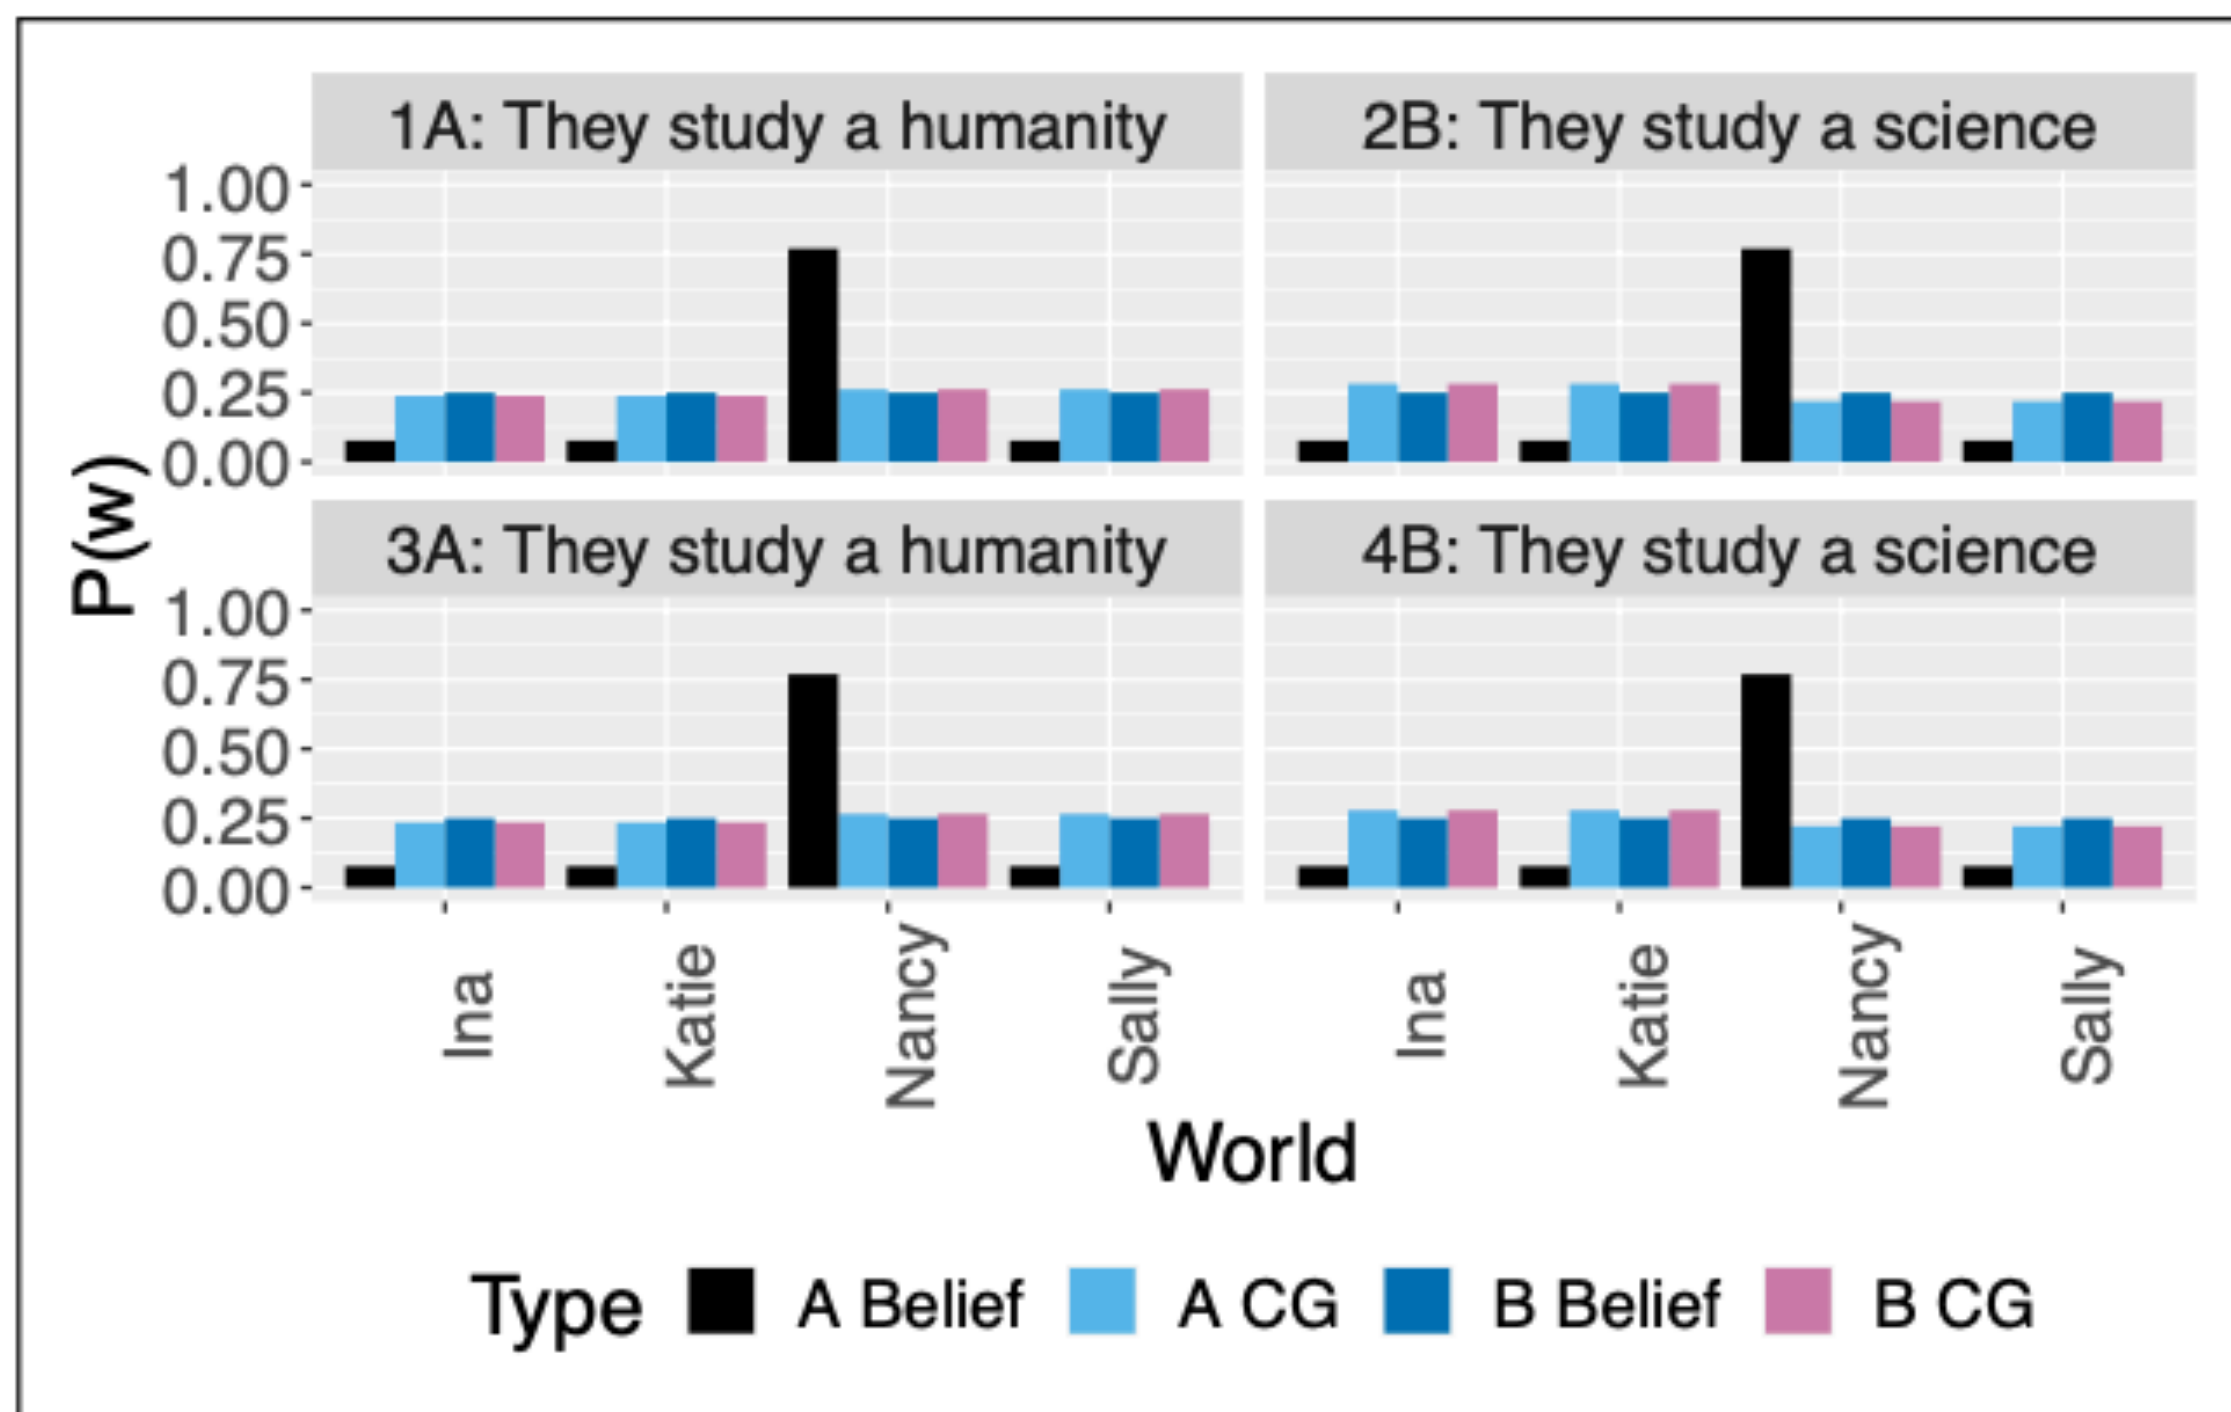 1A: They study a humanity
2B: They study a science
1.00
0.75
0.50
0.25
0.00
3A: They study a humanity
4B: They study a science
1.00
0.75
0.50
0.25
0.00
P(w)
Ina Katie Nancy Sally Ina Katie Nancy Sally
World
Type A Belief A CG B Belief B CG